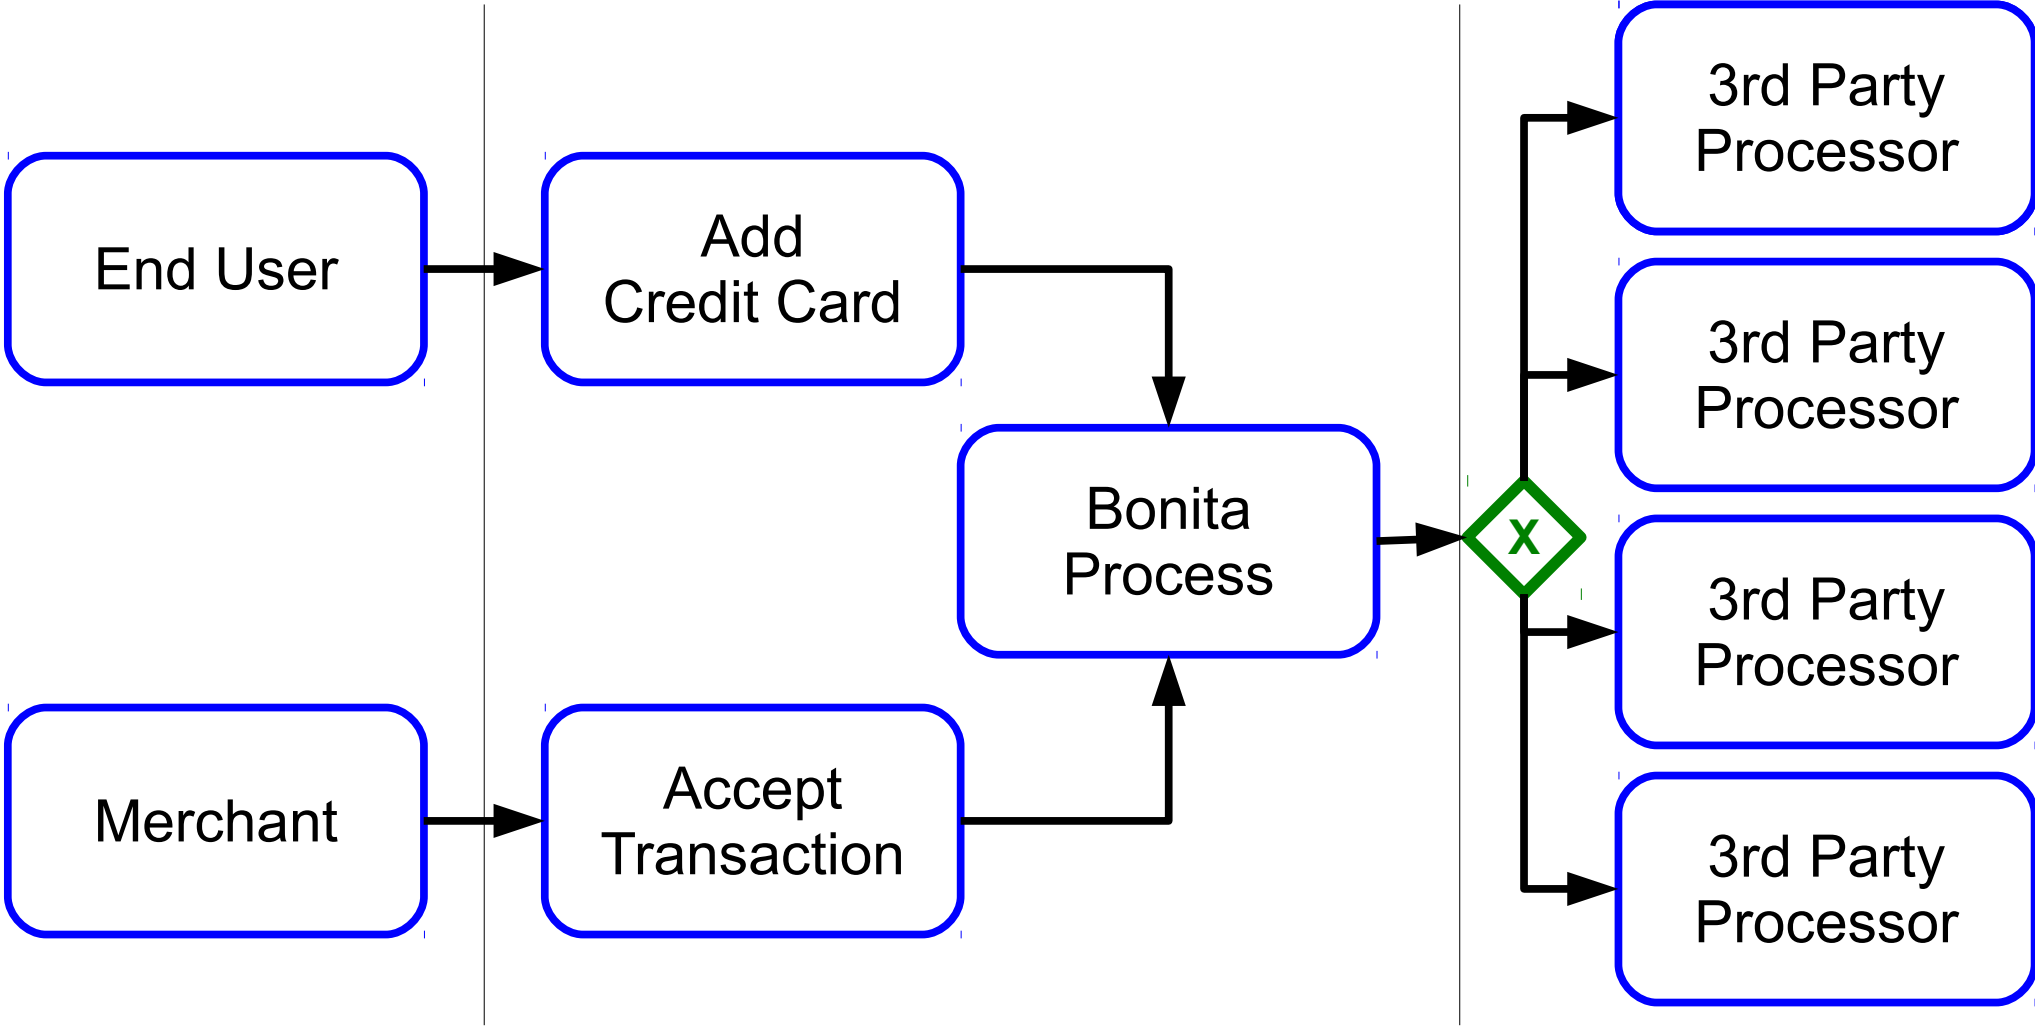 End User
Merchant
Add
Credit Card
Accept
Transaction
Bonita
Process
X
3rd Party
Processor
3rd Party
Processor
3rd Party
Processor
3rd Party
Processor